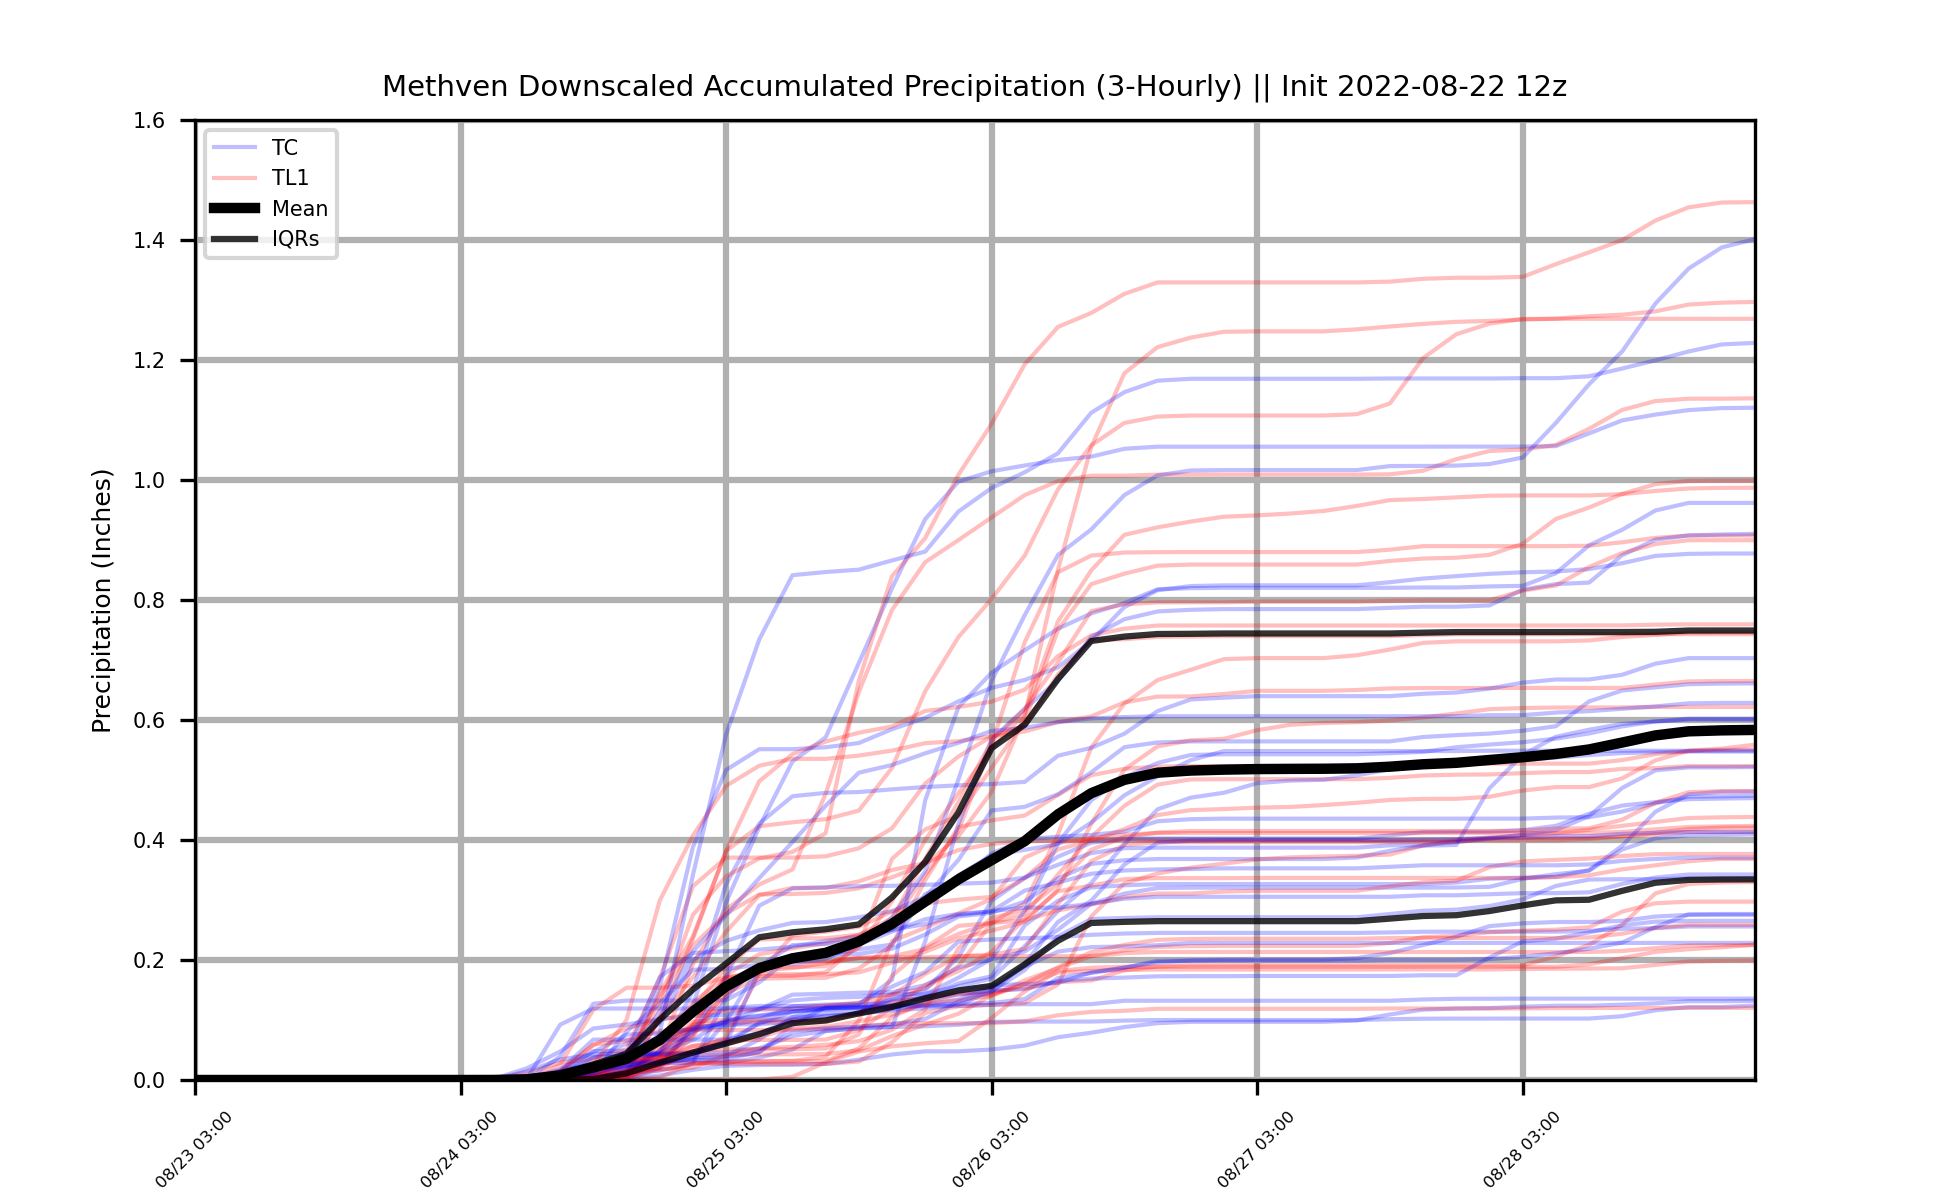 Methven Downscaled Accumulated Precipitation (3-Hourly) || Init 2022-08-22 12z
TC
TL1
Mean
IQRs
Precipitation (Inches)
1.6
1.4
1.2
1.0
0.8
0.6
0.4
0.2
0.0
08/23 03:00
08/24 03:00
08/25 03:00
08/26 03:00
08/27 03:00
08/28 03:00